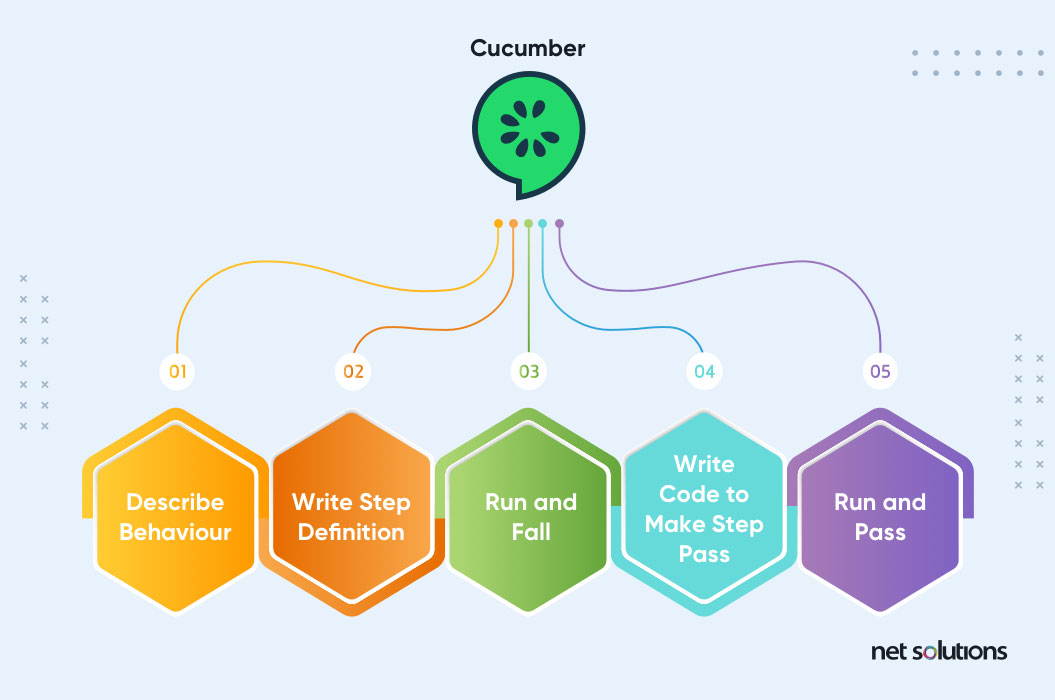 Cucumber
01
02
03
04
05
Describe
Behaviour
Write Step
Definition
Run and
Fall
Write
Code to
Make Step
Pass
Run and
Pass
net solutions